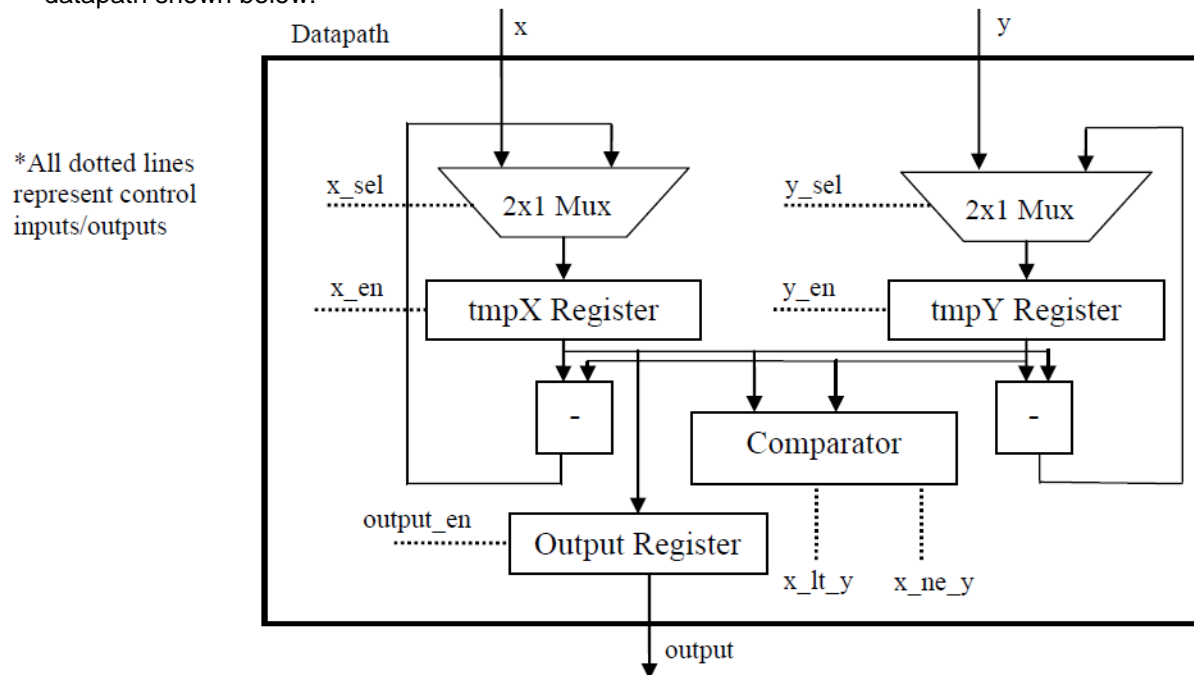 datapath shown below.
Datapath
x
y
*All dotted lines
represent control
inputs/outputs
x_sel
2x1 Mux
y_sel
2x1 Mux
x_en
tmpX Register
y_en
tmpY Register
-
Comparator
-
output_en
Output Register
x_lt_y
x_ne_y
output